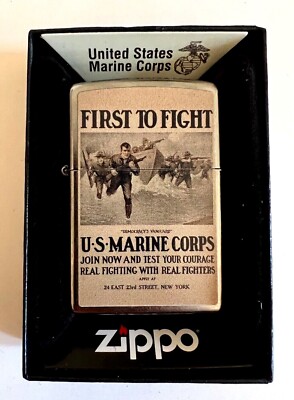 United States
Marine Corps
FIRST TO FIGHT
"DEMOCRACY'S VANGUARD"
U·S·MARINE CORPS
JOIN NOW AND TEST YOUR COURAGE
REAL FIGHTING WITH REAL FIGHTERS
APPLY AT
24 EAST 23rd STREET, NEW YORK
zippo